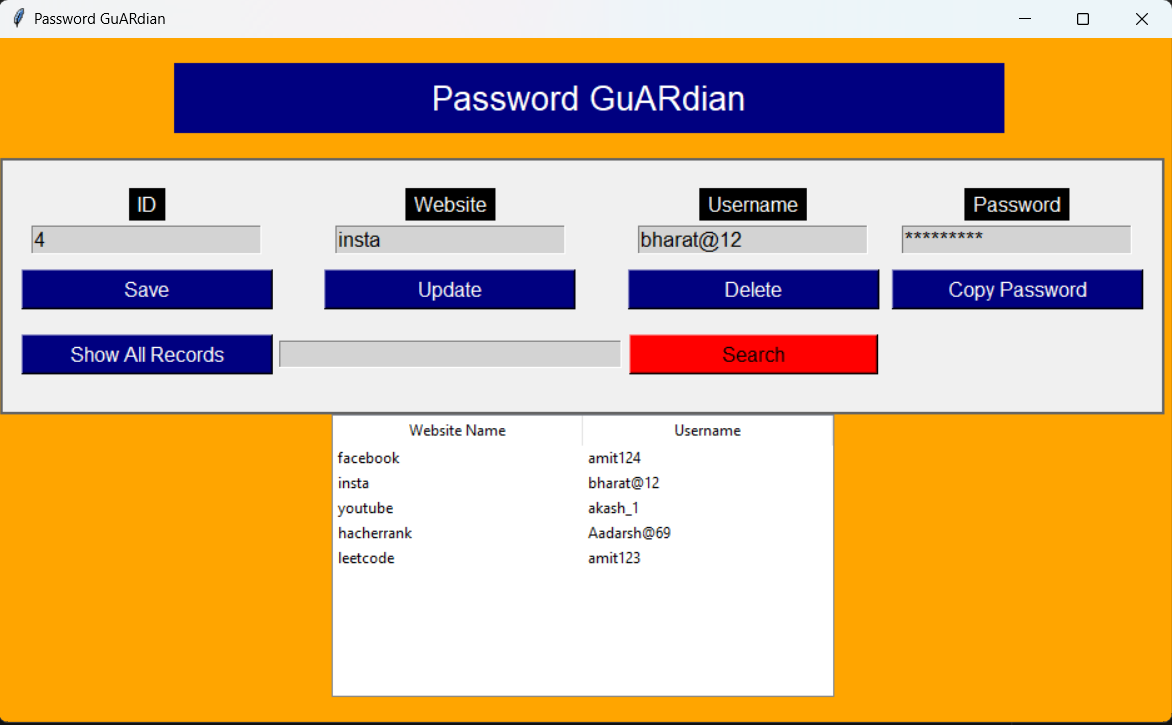 Password GuARdian
Password GuARdian
ID Website Username Password
4 insta bharat@12 *********
Save Update Delete Copy Password
Show All Records Search
Website Name Username
facebook amit124
insta bharat@12
youtube akash_1
hacherrank Aadarsh@69
leetcode amit123